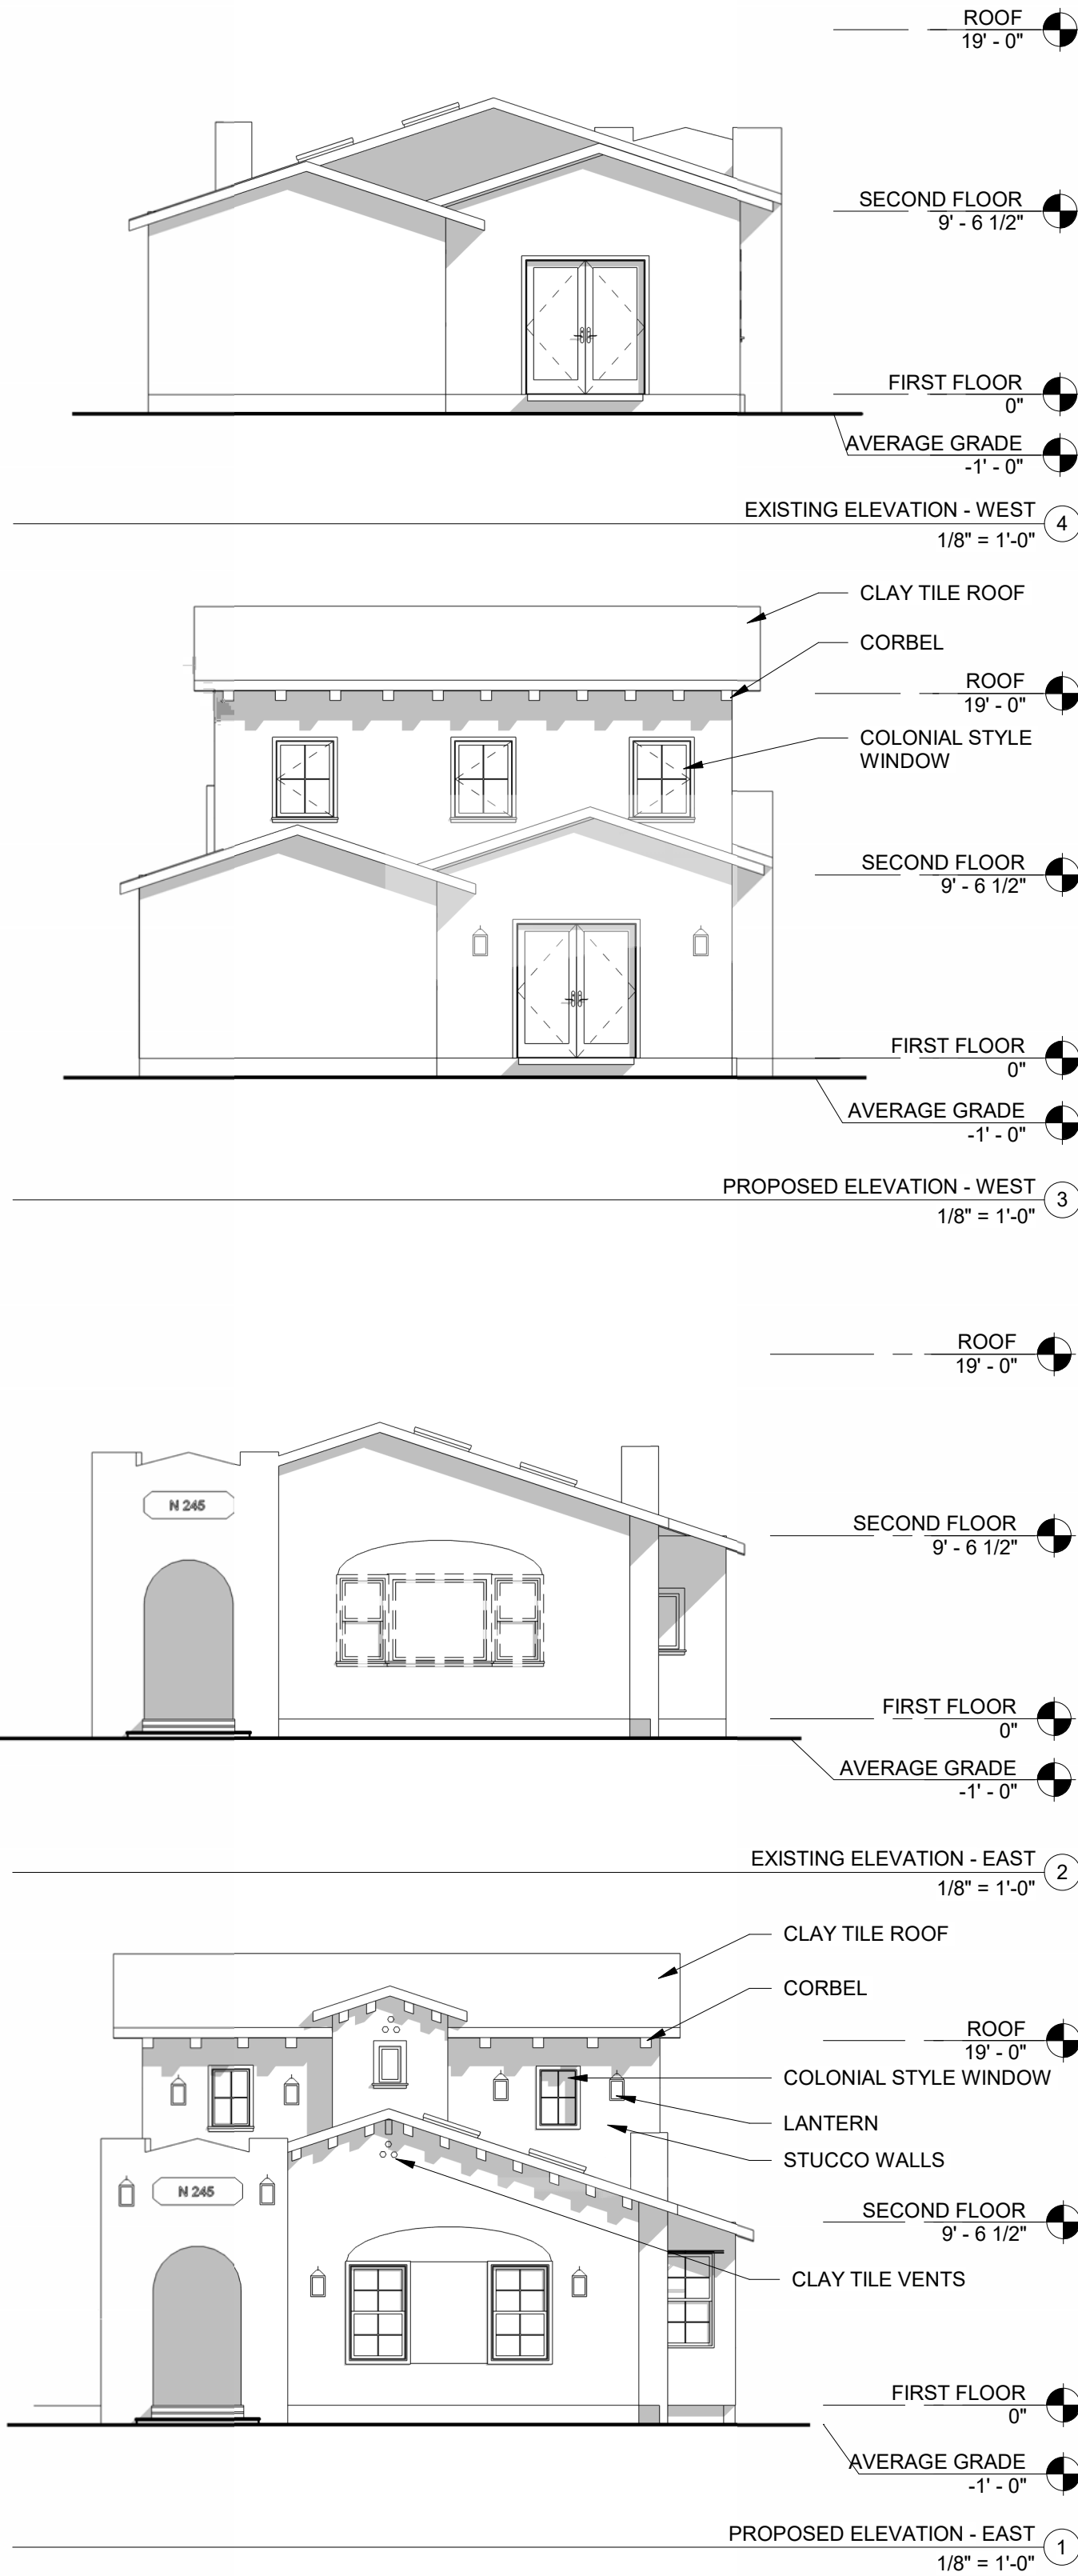 ROOF
19' - 0"
SECOND FLOOR
9' - 6 1/2"
FIRST FLOOR
0"
AVERAGE GRADE
-1' - 0"
EXISTING ELEVATION - WEST
4
1/8" = 1'-0"
CLAY TILE ROOF
CORBEL
ROOF
19' - 0"
COLONIAL STYLE
WINDOW
SECOND FLOOR
9' - 6 1/2"
FIRST FLOOR
0"
AVERAGE GRADE
-1' - 0"
PROPOSED ELEVATION - WEST
3
1/8" = 1'-0"
ROOF
19' - 0"
N 245
SECOND FLOOR
9' - 6 1/2"
FIRST FLOOR
0"
AVERAGE GRADE
-1' - 0"
EXISTING ELEVATION - EAST
2
1/8" = 1'-0"
CLAY TILE ROOF
CORBEL
ROOF
19' - 0"
COLONIAL STYLE WINDOW
LANTERN
STUCCO WALLS
N 245
SECOND FLOOR
9' - 6 1/2"
CLAY TILE VENTS
FIRST FLOOR
0"
AVERAGE GRADE
-1' - 0"
PROPOSED ELEVATION - EAST
1
1/8" = 1'-0"